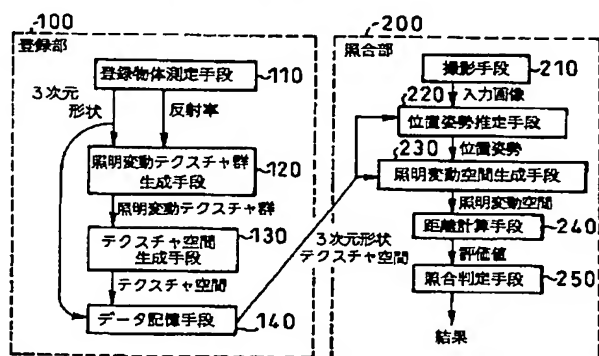 100
登録部
登録物体測定手段
110
3次元
形状
反射率
照明変動テクスチャ群
生成手段
120
照明変動テクスチャ群
テクスチャ空間
生成手段
130
テクスチャ空間
データ記憶手段
140
3次元形状
テクスチャ空間
200
照合部
撮影手段
210
入力画像
220
位置姿勢推定手段
位置姿勢
230
照明変動空間生成手段
照明変動空間
距離計算手段
240
評価値
照合判定手段
250
結果